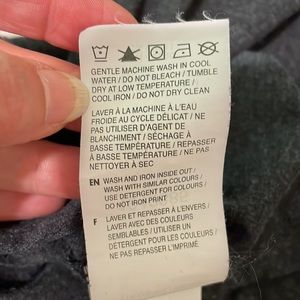 GENTLE MACHINE WASH IN COOL
WATER / DO NOT BLEACH / TUMBLE
DRY AT LOW TEMPERATURE /
COOL IRON / DO NOT DRY CLEAN
LAVER À LA MACHINE À L'EAU
FROIDE AU CYCLE DÉLICAT / NE
PAS UTILISER D'AGENT DE
BLANCHIMENT / SÉCHAGE À
BASSE TEMPÉRATURE / REPASSER
À BASSE TEMPÉRATURE / NE PAS
NETTOYER À SEC
EN WASH AND IRON INSIDE OUT /
WASH WITH SIMILAR COLOURS /
USE DETERGENT FOR COLOURS /
DO NOT IRON PRINT
F LAVER ET REPASSER À L'ENVERS /
LAVER AVEC DES COULEURS
SEMBLABLES / UTILISER UN
DÉTERGENT POUR LES COULEURS /
NE PAS REPASSER L'IMPRIMÉ